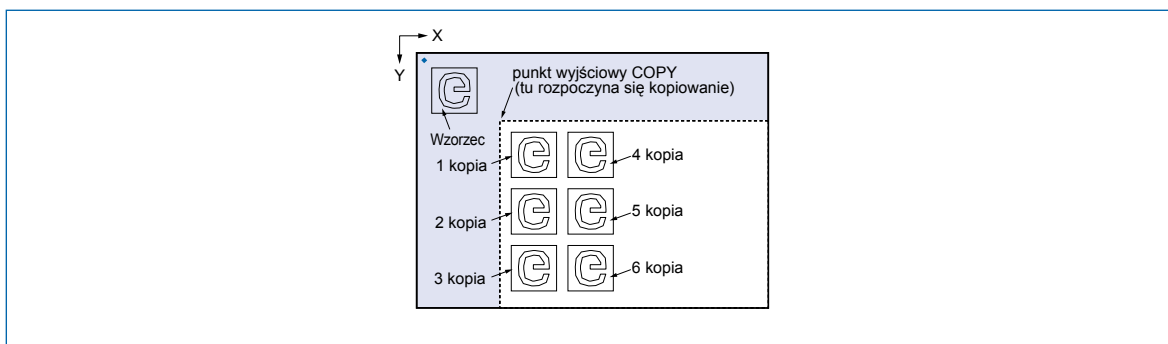 X
Y
punkt wyjściowy COPY
(tu rozpoczyna się kopiowanie)
e
Wzorzec
1 kopia
e
e
4 kopia
2 kopia
e
e
5 kopia
3 kopia
e
e
6 kopia